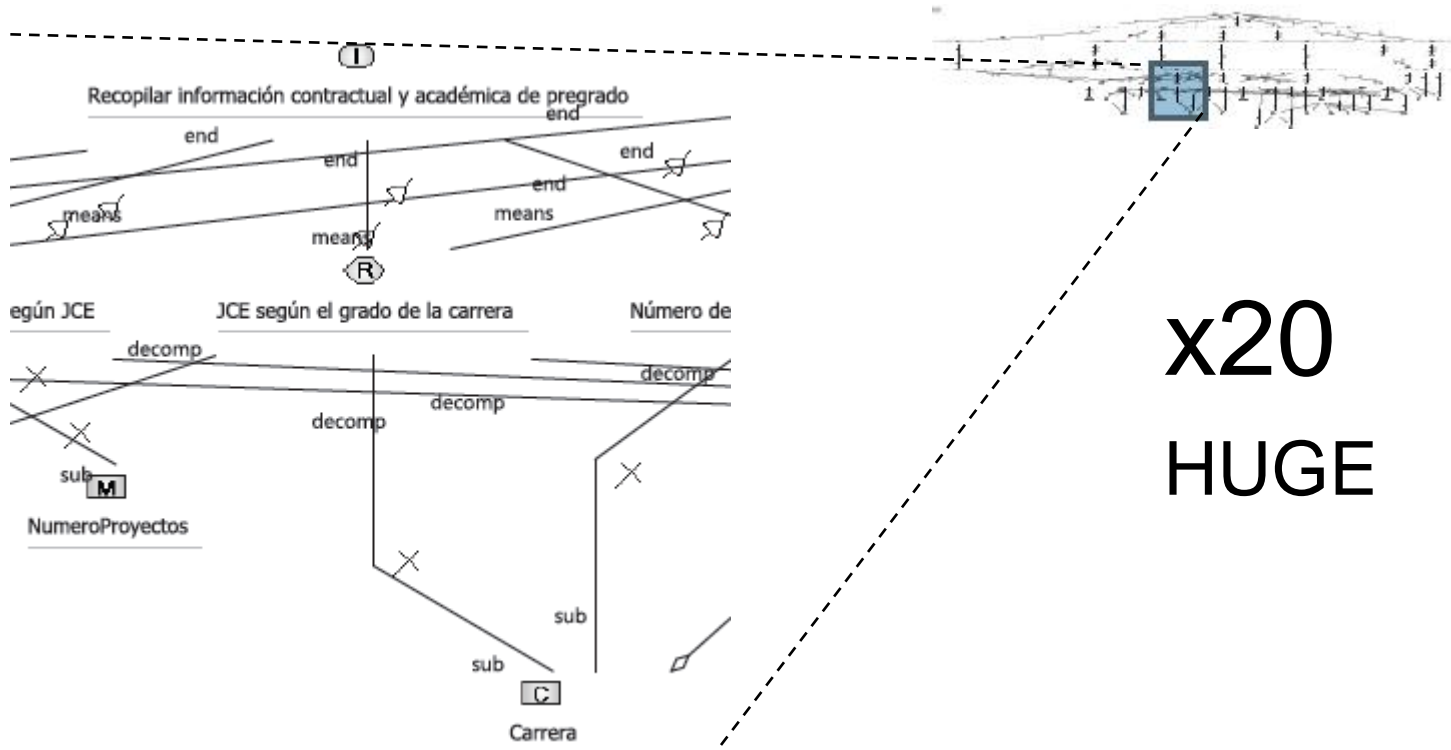 I
Recopilar información contractual y académica de pregrado
end
end
end
end
end
means
means
means
R
egún JCE
JCE según el grado de la carrera
Número de
decomp
decomp
decomp
decomp
sub
M
NumeroProyectos
sub
sub
C
Carrera
x20
HUGE